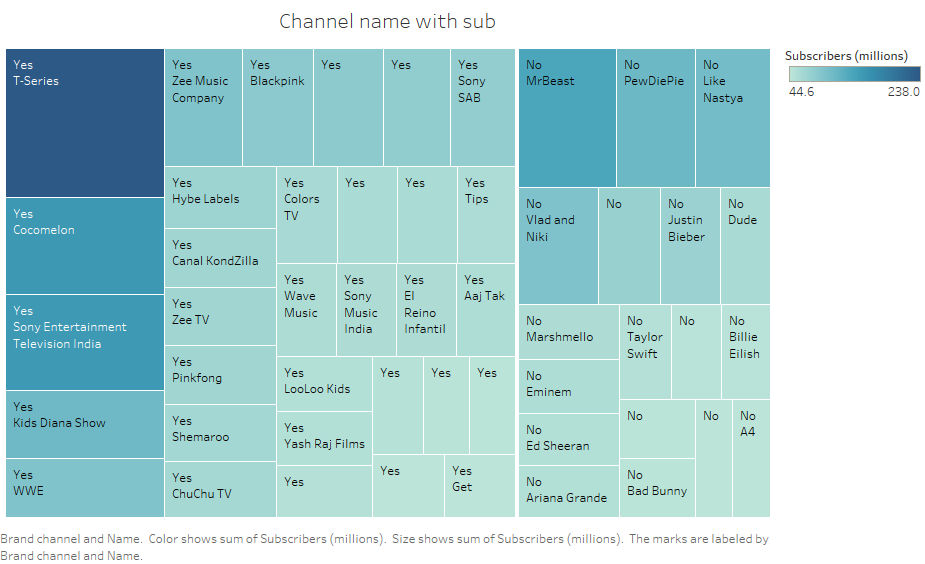 Channel name with sub
Yes
T-Series
Yes
Cocomelon
Yes
Sony Entertainment
Television India
Yes
Kids Diana Show
Yes
WWE
Yes
Zee Music
Company
Yes
Blackpink
Yes
Yes
Yes
Sony
SAB
Yes
Hybe Labels
Yes
Canal KondZilla
Yes
Zee TV
Yes
Pinkfong
Yes
Shemaroo
Yes
ChuChu TV
Yes
Colors
TV
Yes
Yes
Yes
Tips
Yes
Wave
Music
Yes
Sony
Music
India
Yes
El
Reino
Infantil
Yes
Aaj Tak
Yes
LooLoo Kids
Yes
Yash Raj Films
Yes
Yes
Yes
Yes
Yes
Yes
Get
No
MrBeast
No
PewDiePie
No
Like
Nastya
No
Vlad and
Niki
No
No
Justin
Bieber
No
Dude
No
Marshmello
No
Eminem
No
Ed Sheeran
No
Ariana Grande
No
Taylor
Swift
No
No
Billie
Eilish
No
No
Bad Bunny
No
No
A4
Subscribers (millions)
44.6 238.0
Brand channel and Name.  Color shows sum of Subscribers (millions).  Size shows sum of Subscribers (millions).  The marks are labeled by
Brand channel and Name.